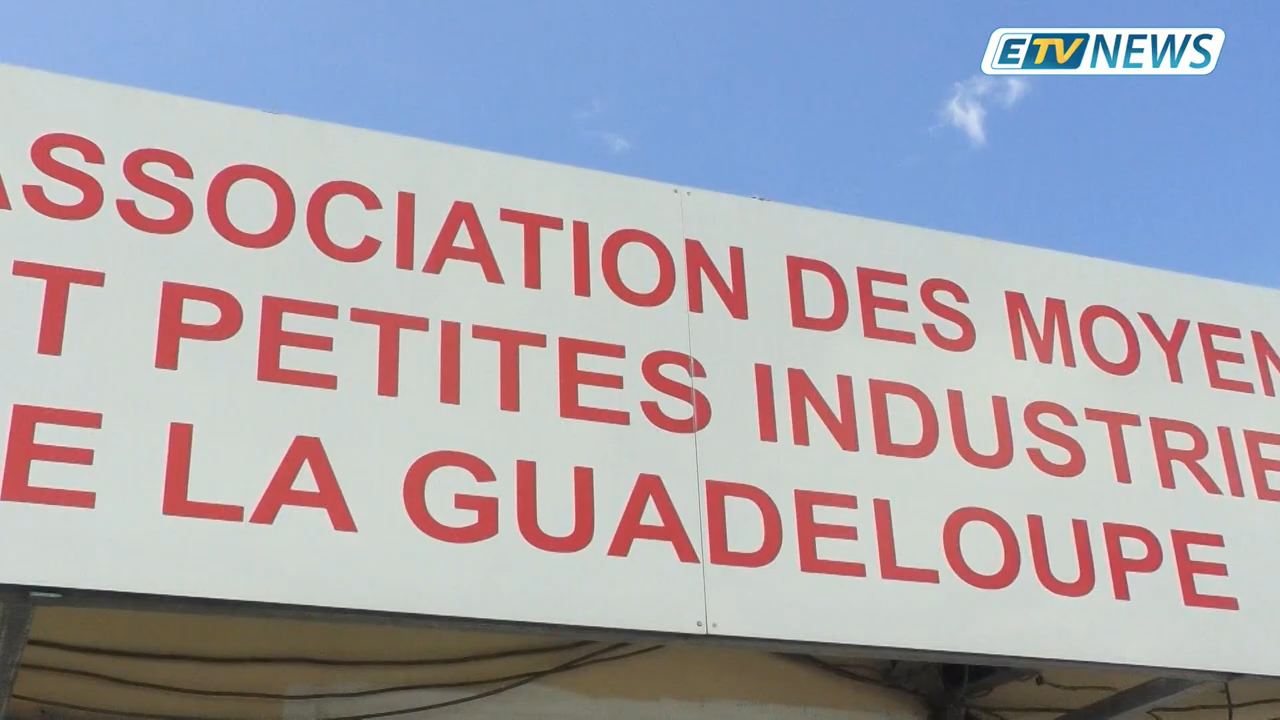 ETV NEWS
ASSOCIATION DES MOYEN
T PETITES INDUSTRIE
E LA GUADELOUPE